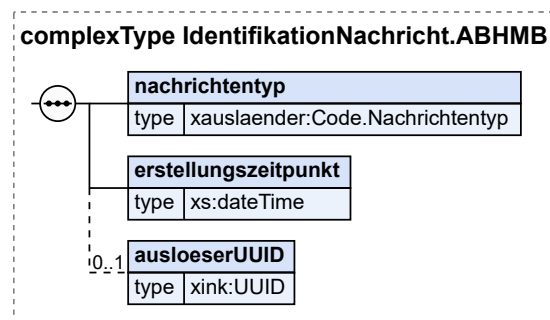 complexType IdentifikationNachricht.ABHMB
nachrichtentyp
type xauslaender:Code.Nachrichtentyp
erstellungszeitpunkt
type xs:dateTime
0..1
ausloeserUUID
type xink:UUID